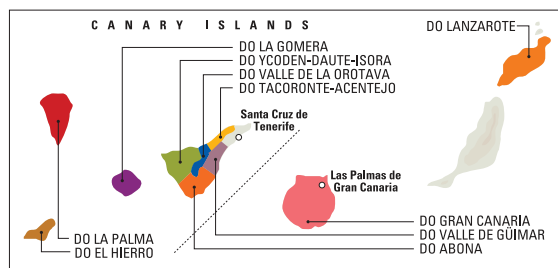 CANARY ISLANDS
DO LANZAROTE
DO LA GOMERA
DO YCODEN-DAUTE-ISORA
DO VALLE DE LA OROTAVA
DO TACORONTE-ACENTEJO
Santa Cruz de
Tenerife
Las Palmas de
Gran Canaria
DO LA PALMA
DO EL HIERRO
DO GRAN CANARIA
DO VALLE DE GÜIMAR
DO ABONA